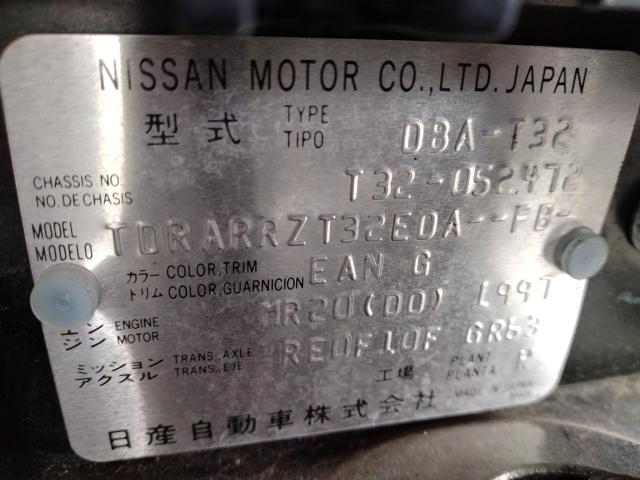 NISSAN MOTOR CO.,LTD. JAPAN
型式 TYPE TIPO DBA-T32
CHASSIS NO. NO. DE CHASIS T32-052472
MODEL MODELO TDRARRZT32EDA--FB-
カラー COLOR,TRIM トリム COLOR,GUARNICION EAN G
エンジン ENGINE MOTOR MR20(DD) 1997
ミッション TRANS.,AXLE アクスル TRANS.,EJE RE0F10F GR63
工場 PLANT PLANTA
日産自動車株式会社 MADE IN JAPAN